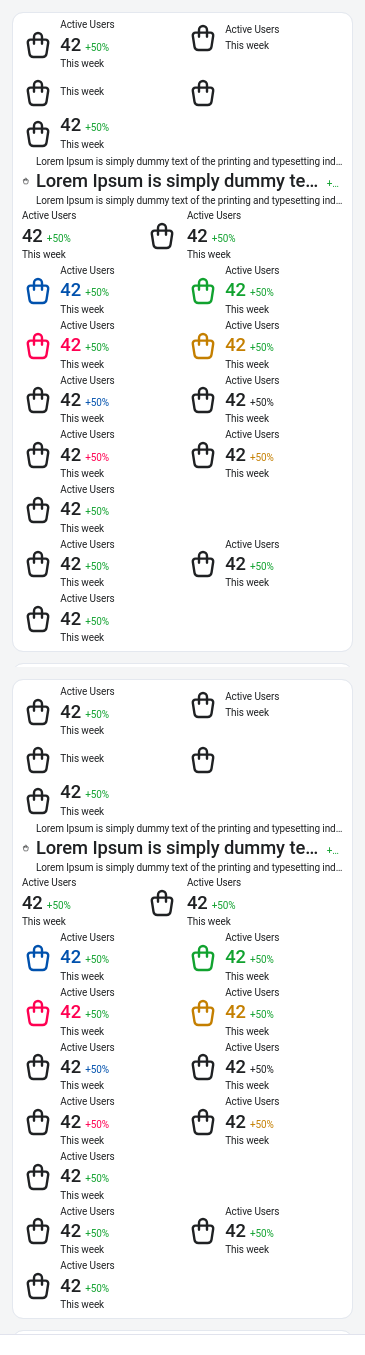 Active Users
42 +50%
This week
Active Users
This week
This week
42 +50%
This week
Lorem Ipsum is simply dummy text of the printing and typesetting ind...
Lorem Ipsum is simply dummy te... +...
Lorem Ipsum is simply dummy text of the printing and typesetting ind...
Active Users
42 +50%
This week
Active Users
42 +50%
This week
Active Users
42 +50%
This week
Active Users
42 +50%
This week
Active Users
42 +50%
This week
Active Users
42 +50%
This week
Active Users
42 +50%
This week
Active Users
42 +50%
This week
Active Users
42 +50%
This week
Active Users
42 +50%
This week
Active Users
42 +50%
This week
Active Users
42 +50%
This week
Active Users
42 +50%
This week
Active Users
42 +50%
This week
Active Users
42 +50%
This week
Active Users
This week
This week
42 +50%
This week
Lorem Ipsum is simply dummy text of the printing and typesetting ind...
Lorem Ipsum is simply dummy te... +...
Lorem Ipsum is simply dummy text of the printing and typesetting ind...
Active Users
42 +50%
This week
Active Users
42 +50%
This week
Active Users
42 +50%
This week
Active Users
42 +50%
This week
Active Users
42 +50%
This week
Active Users
42 +50%
This week
Active Users
42 +50%
This week
Active Users
42 +50%
This week
Active Users
42 +50%
This week
Active Users
42 +50%
This week
Active Users
42 +50%
This week
Active Users
42 +50%
This week
Active Users
42 +50%
This week
Active Users
42 +50%
This week